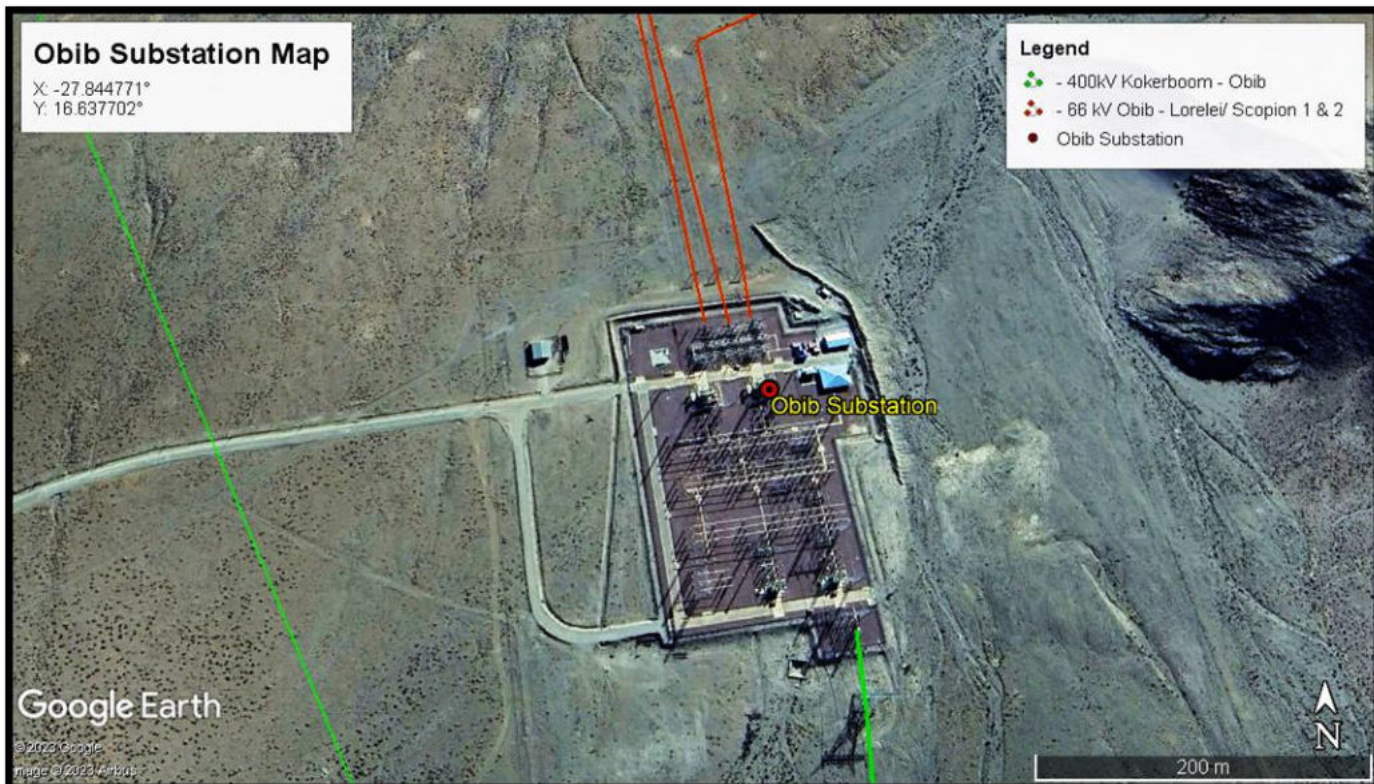 Obib Substation Map
X: -27.844771°
Y: 16.637702°
Legend
- 400kV Kokerboom - Obib
- 66 kV Obib - Lorelei/ Scopion 1 & 2
Obib Substation
Obib Substation
Google Earth
© 2023 Google
Image © 2023 Airbus
N
200 m